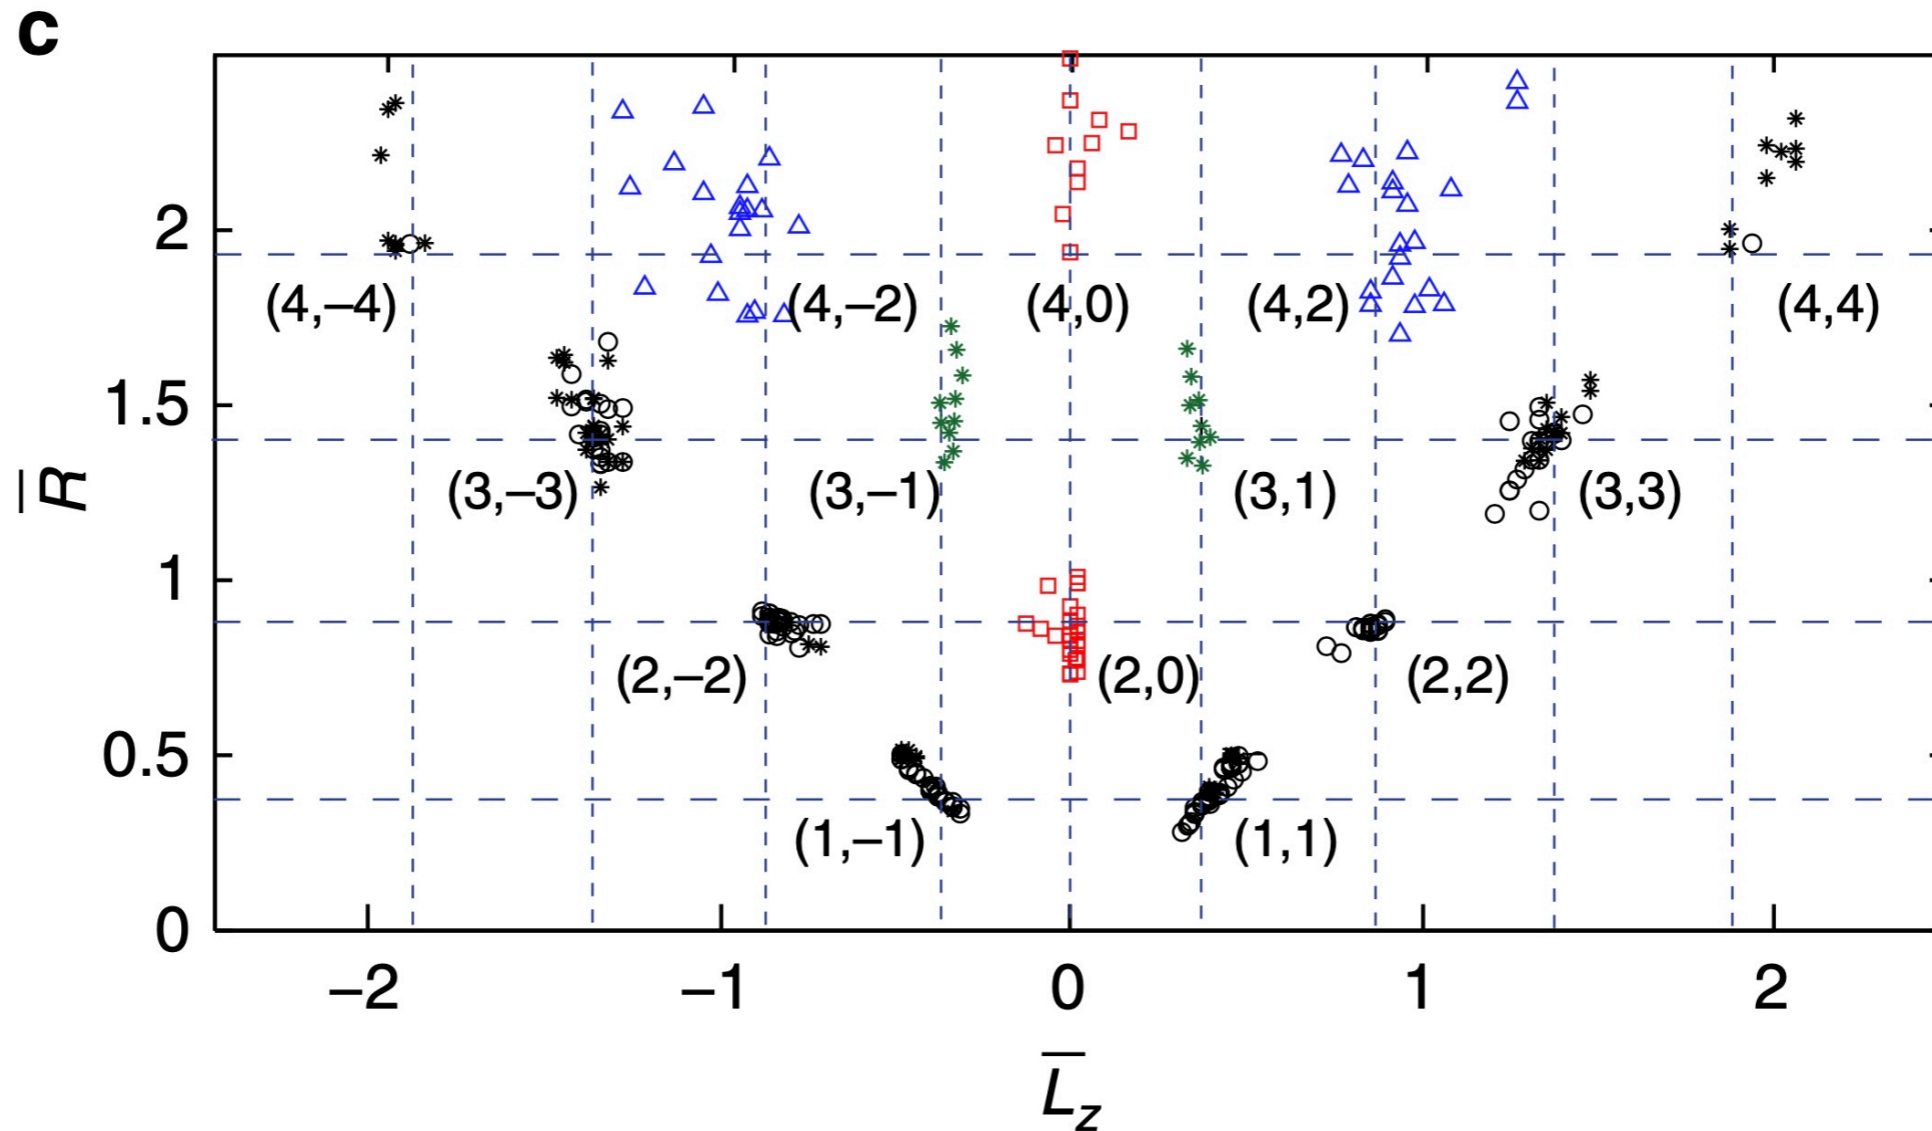 c
2
(4,–4) (4,–2) (4,0) (4,2) (4,4)
1.5
(3,–3) (3,–1) (3,1) (3,3)
R̅
1
(2,–2) (2,0) (2,2)
0.5
(1,–1) (1,1)
0
–2 –1 0 1 2
L̅z